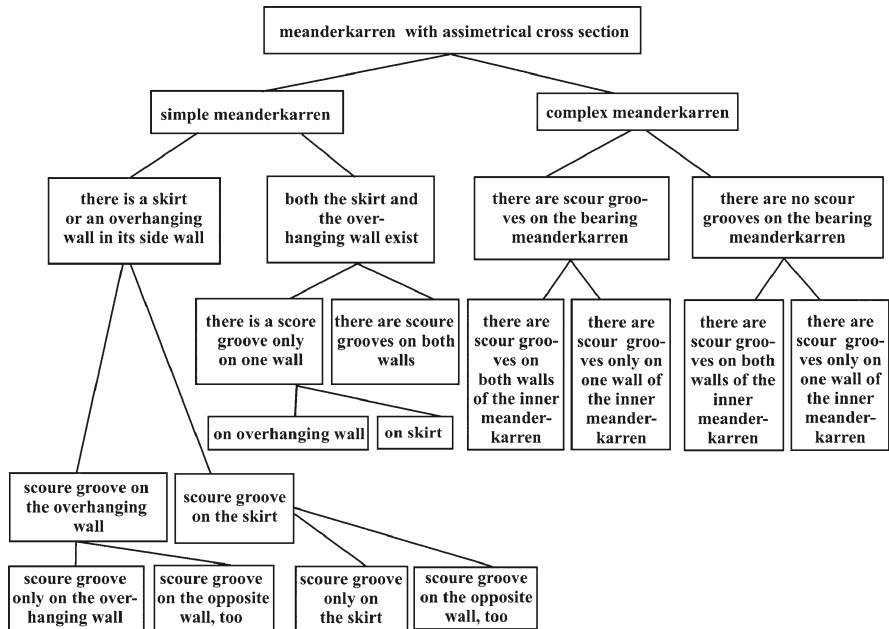 meanderkarren with assimetrical cross section
simple meanderkarren
complex meanderkarren
there is a skirt
or an overhanging
wall in its side wall
both the skirt and
the over-
hanging wall exist
there are scour groo-
ves on the bearing
meanderkarren
there are no scour
grooves on the bearing
meanderkarren
there is a score
groove only
on one wall
there are scoure
grooves on both
walls
there are
scour groo-
ves on
both walls
of the inner
meander-
karren
there are
scour groo-
ves only on
one wall of
the inner
meander-
karren
there are
scour groo-
ves on both
walls of the
inner
meander-
karren
there are
scour groo-
ves only on
one wall of
the inner
meander-
karren
on overhanging wall
on skirt
scoure groove on
the overhanging
wall
scoure groove
on the skirt
scoure groove
only on the over-
hanging wall
scoure groove
on the opposite
wall, too
scoure groove
only on
the skirt
scoure groove
on the opposite
wall, too